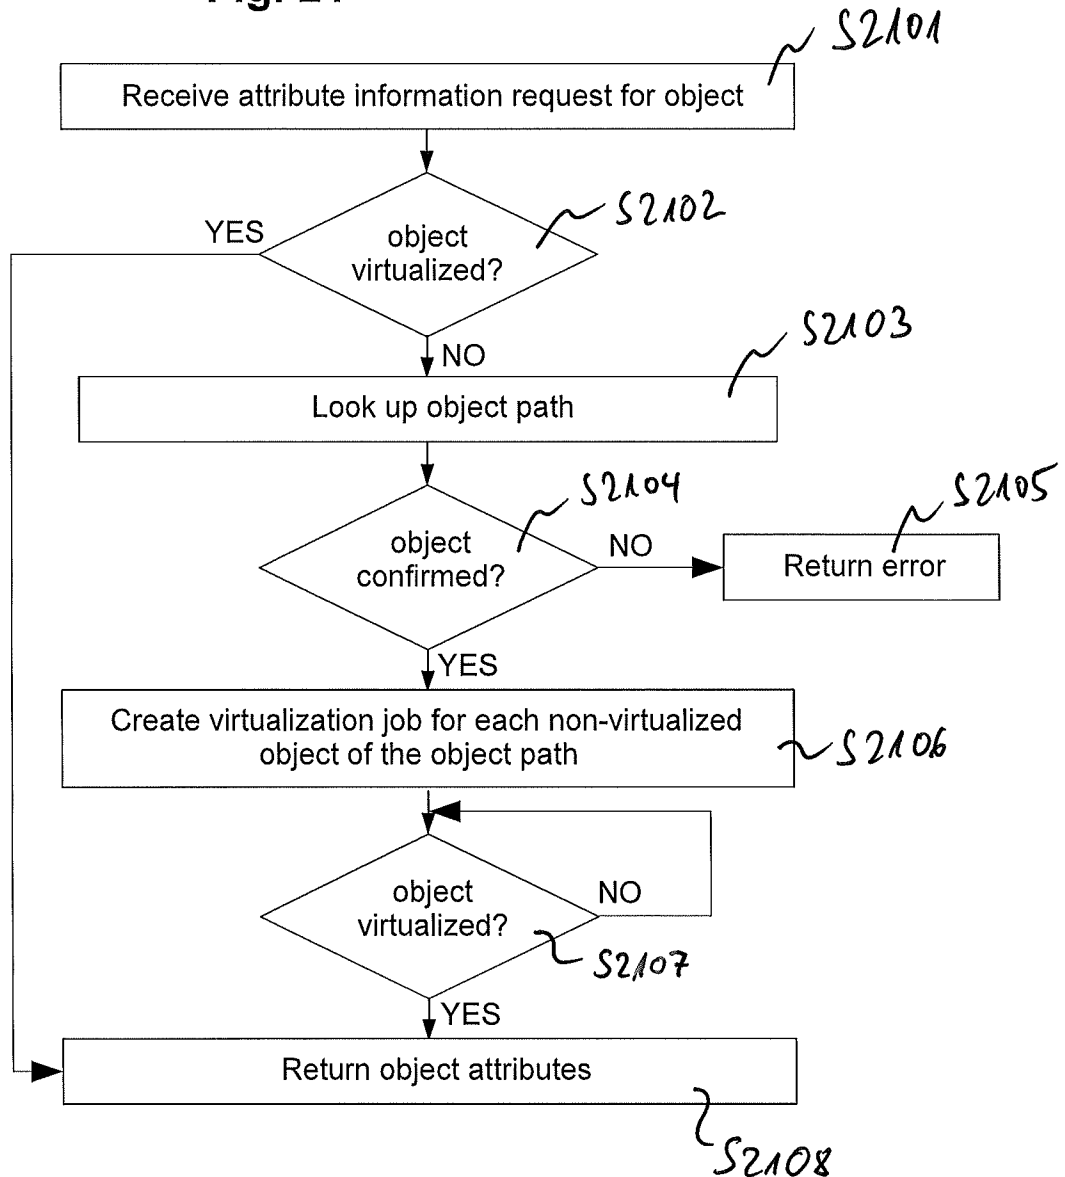 S2101
Receive attribute information request for object
S2102
YES
object
virtualized?
NO
S2103
Look up object path
S2104
S2105
object
confirmed?
NO
Return error
YES
Create virtualization job for each non-virtualized
object of the object path
S2106
object
virtualized?
NO
S2107
YES
Return object attributes
S2108